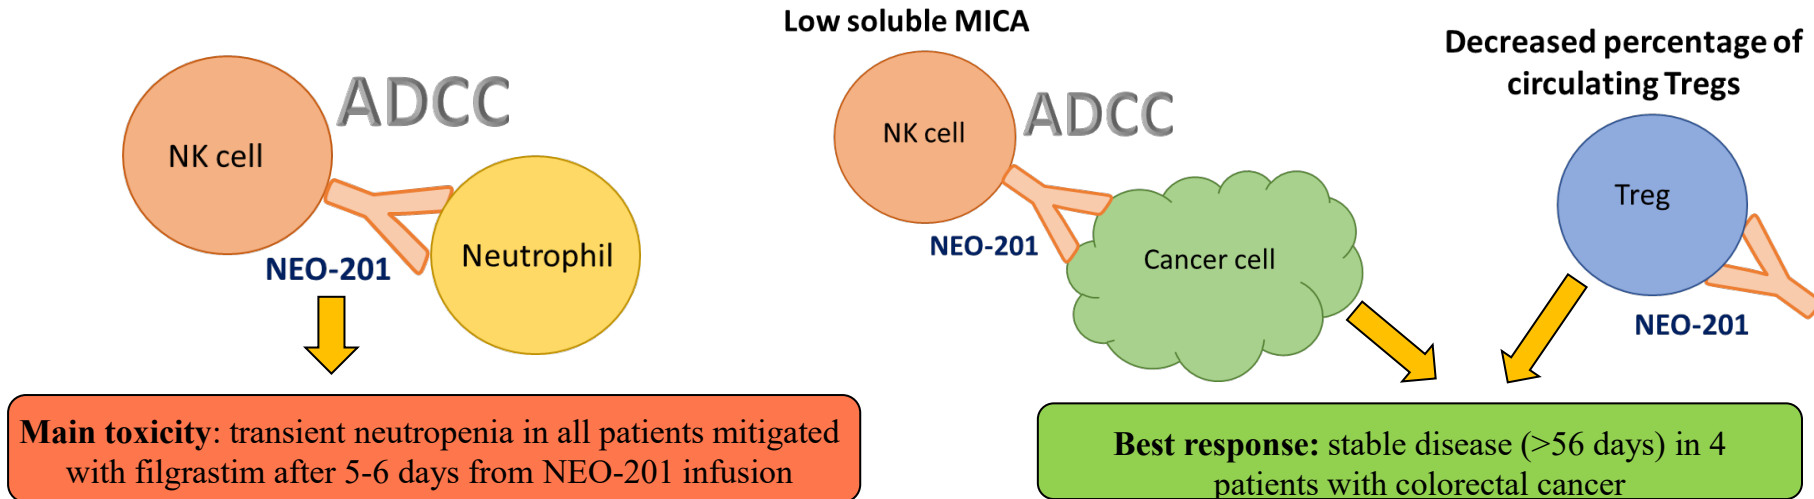 ADCC
NK cell
Neutrophil
NEO-201
Main toxicity: transient neutropenia in all patients mitigated
with filgrastim after 5-6 days from NEO-201 infusion
Low soluble MICA
NK cell
ADCC
NEO-201
Cancer cell
Decreased percentage of
circulating Tregs
Treg
NEO-201
Best response: stable disease (>56 days) in 4
patients with colorectal cancer